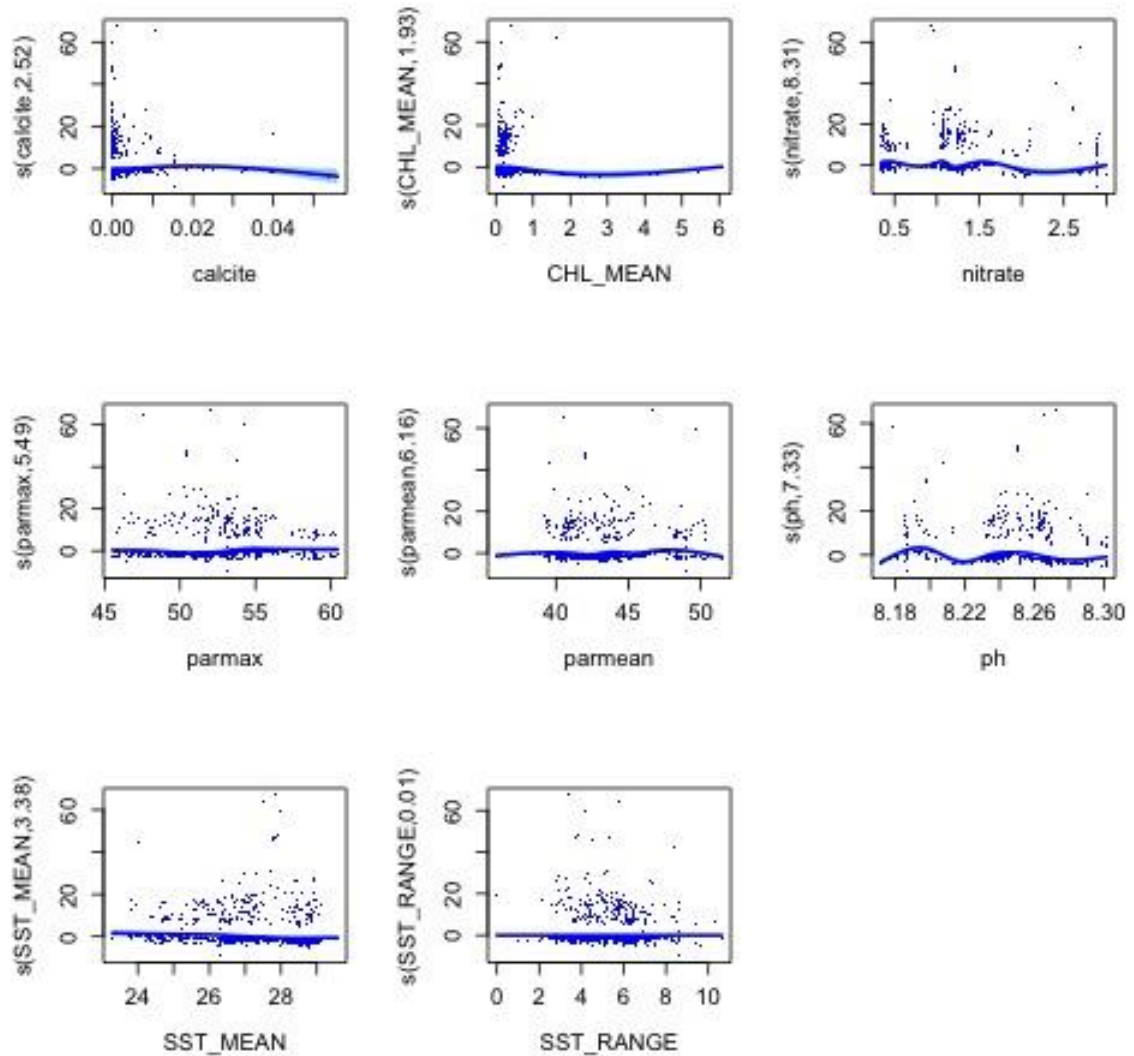 s(calcite,2.52)
60
20
0
0.00 0.02 0.04
calcite
s(CHL_MEAN,1.93)
60
20
0
0 1 2 3 4 5 6
CHL_MEAN
s(nitrate,8.31)
60
20
0
0.5 1.5 2.5
nitrate
s(parmax,5.49)
60
20
0
45 50 55 60
parmax
s(parmean,6.16)
60
20
0
40 45 50
parmean
s(ph,7.33)
60
20
0
8.18 8.22 8.26 8.30
ph
s(SST_MEAN,3.38)
60
20
0
24 26 28
SST_MEAN
s(SST_RANGE,0.01)
60
20
0
0 2 4 6 8 10
SST_RANGE